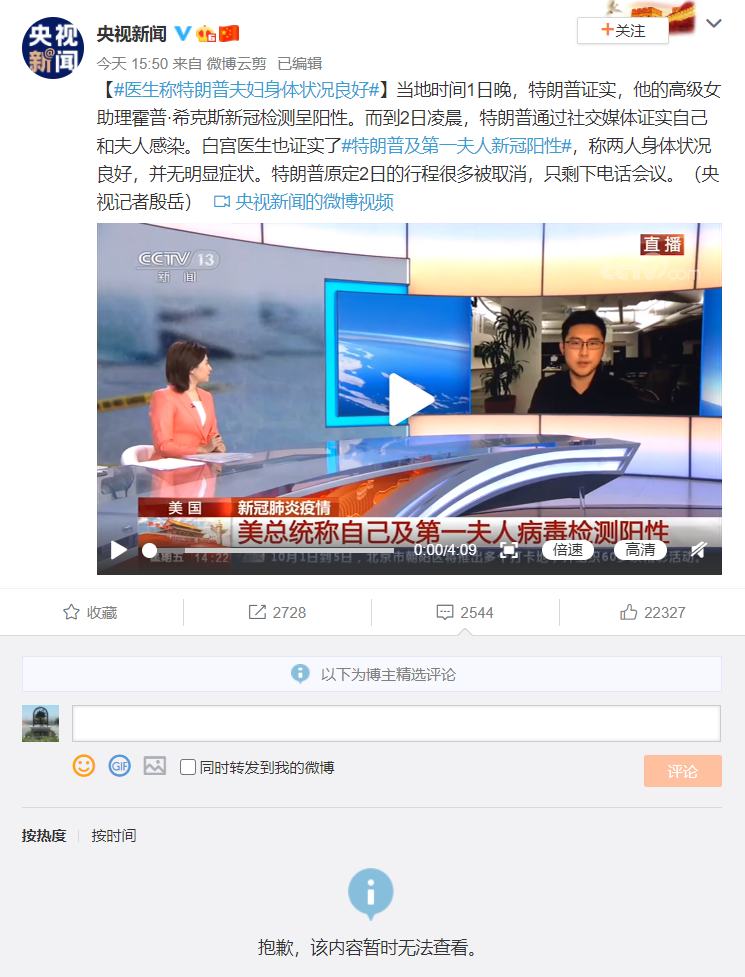 央视新闻
央视新闻
关注
今天 15:50 来自 微博云剪 已编辑
【#医生称特朗普夫妇身体状况良好#】当地时间1日晚，特朗普证实，他的高级女
助理霍普·希克斯新冠检测呈阳性。而到2日凌晨，特朗普通过社交媒体证实自己
和夫人感染。白宫医生也证实了#特朗普及第一夫人新冠阳性#，称两人身体状况
良好，并无明显症状。特朗普原定2日的行程很多被取消，只剩下电话会议。（央
视记者殷岳） 央视新闻的微博视频
CCTV 13
新闻
直播
cctv.com
美国 新冠肺炎疫情
美总统称自己及第一夫人病毒检测阳性
0:00/4:09 倍速 高清
星期五 14:22
收藏 2728 2544 22327
以下为博主精选评论
GIF 同时转发到我的微博 评论
按热度 按时间
抱歉，该内容暂时无法查看。